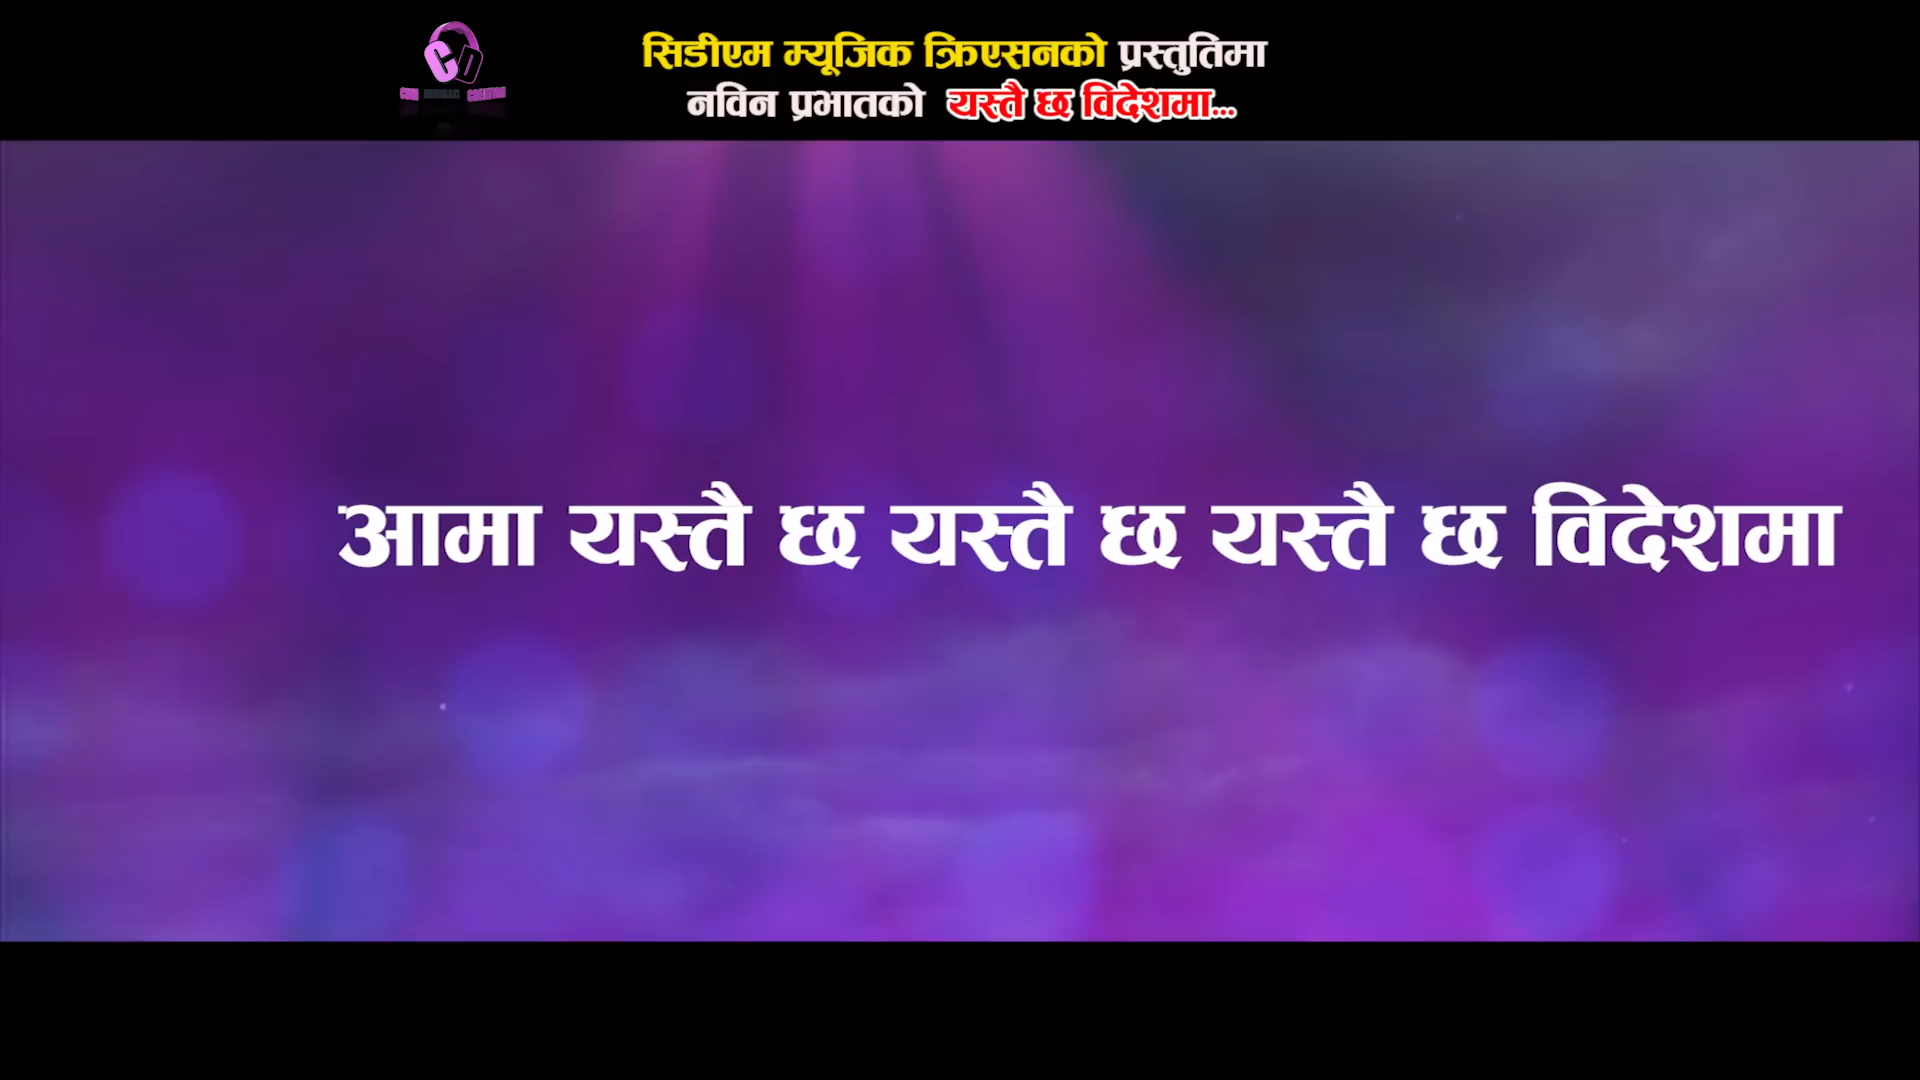 सिडीएम म्यूजिक क्रिएसनको प्रस्तुतिमा
नविन प्रभातको यस्तै छ विदेशमा...
आमा यस्तै छ यस्तै छ यस्तै छ विदेशमा